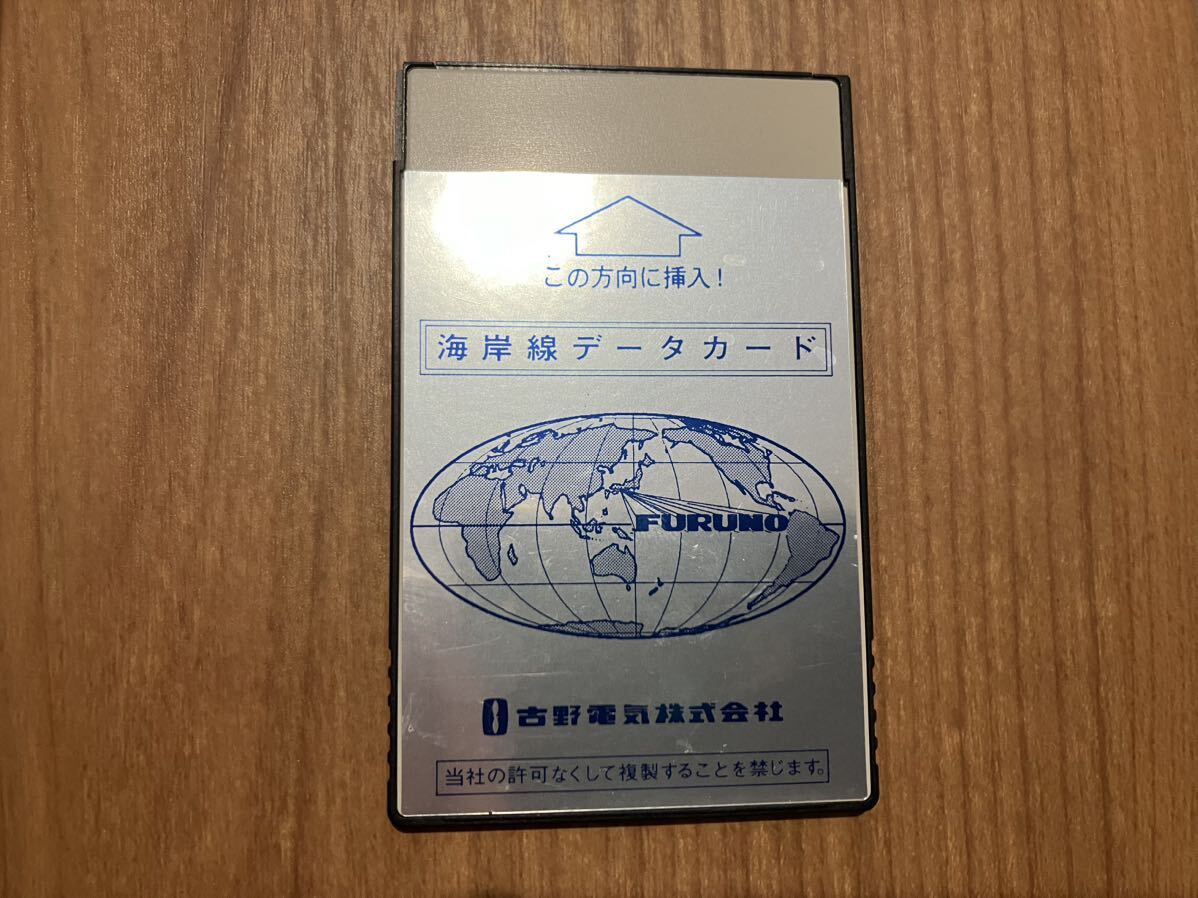 この方向に挿入!
海岸線データカード
FURUNO
古野電気株式会社
当社の許可なくして複製することを禁じます。